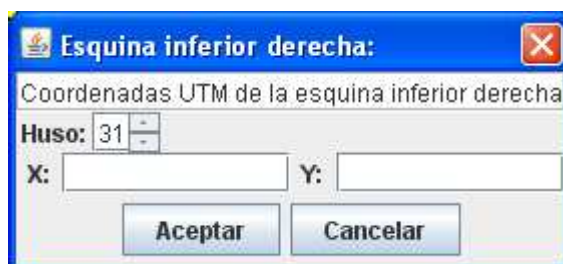 Esquina inferior derecha:
Coordenadas UTM de la esquina inferior derecha
Huso: 31
X: Y:
Aceptar Cancelar